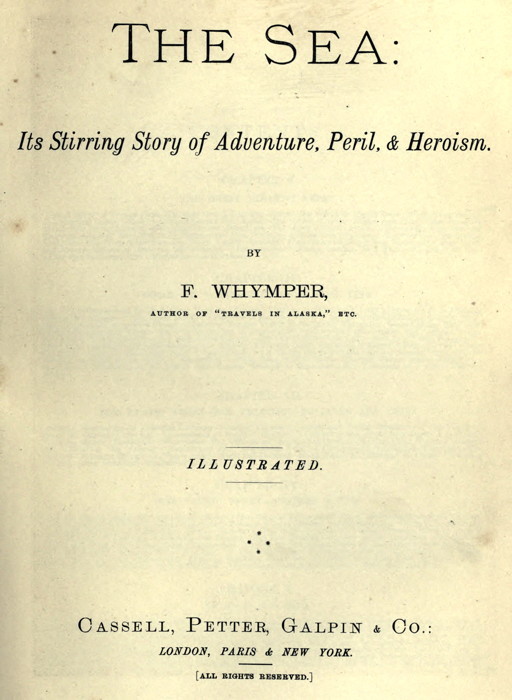 THE SEA:
Its Stirring Story of Adventure, Peril, & Heroism.
BY
F. WHYMPER,
AUTHOR OF "TRAVELS IN ALASKA," ETC.
ILLUSTRATED.
CASSELL, PETTER, GALPIN & CO.:
LONDON, PARIS & NEW YORK.
[ALL RIGHTS RESERVED.]